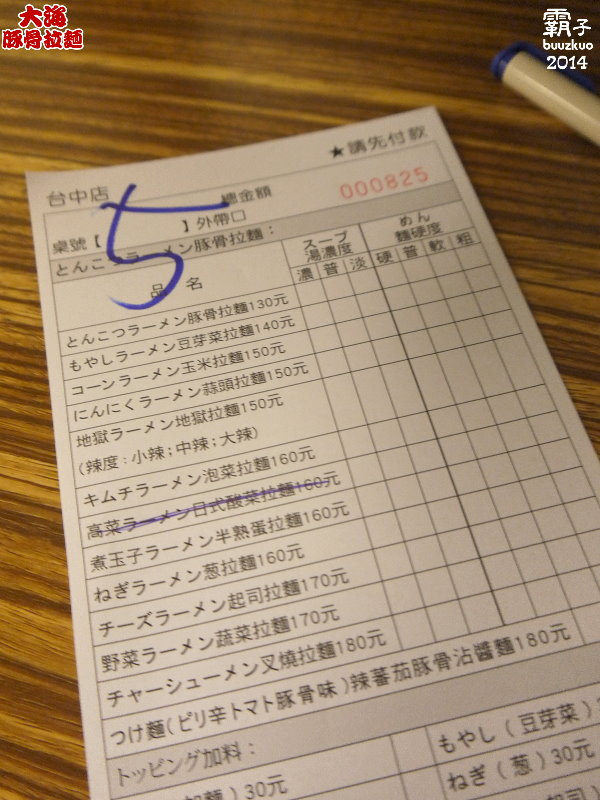 大海
豚骨拉麵
霸子
buuzkuo
2014
★請先付款
台中店
總金額
000825
桌號【 5 】外帶口
とんこつラーメン豚骨拉麵：
品 名
スープ
湯濃度
めん
麵硬度
濃 普 淡 硬 普 軟 粗
とんこつラーメン豚骨拉麵130元
もやしラーメン豆芽菜拉麵140元
コーンラーメン玉米拉麵150元
にんにくラーメン蒜頭拉麵150元
地獄ラーメン地獄拉麵150元
(辣度：小辣；中辣；大辣)
キムチラーメン泡菜拉麵160元
高菜ラーメン日式酸菜拉麵160元
煮玉子ラーメン半熟蛋拉麵160元
ねぎラーメン葱拉麵160元
チーズラーメン起司拉麵170元
野菜ラーメン蔬菜拉麵170元
チャーシューメン叉燒拉麵180元
つけ麵(ピリ辛トマト豚骨味)辣蕃茄豚骨沾醬麵180元
トッピング加料：
もやし(豆芽菜)
麵)30元
ねぎ(葱)30元